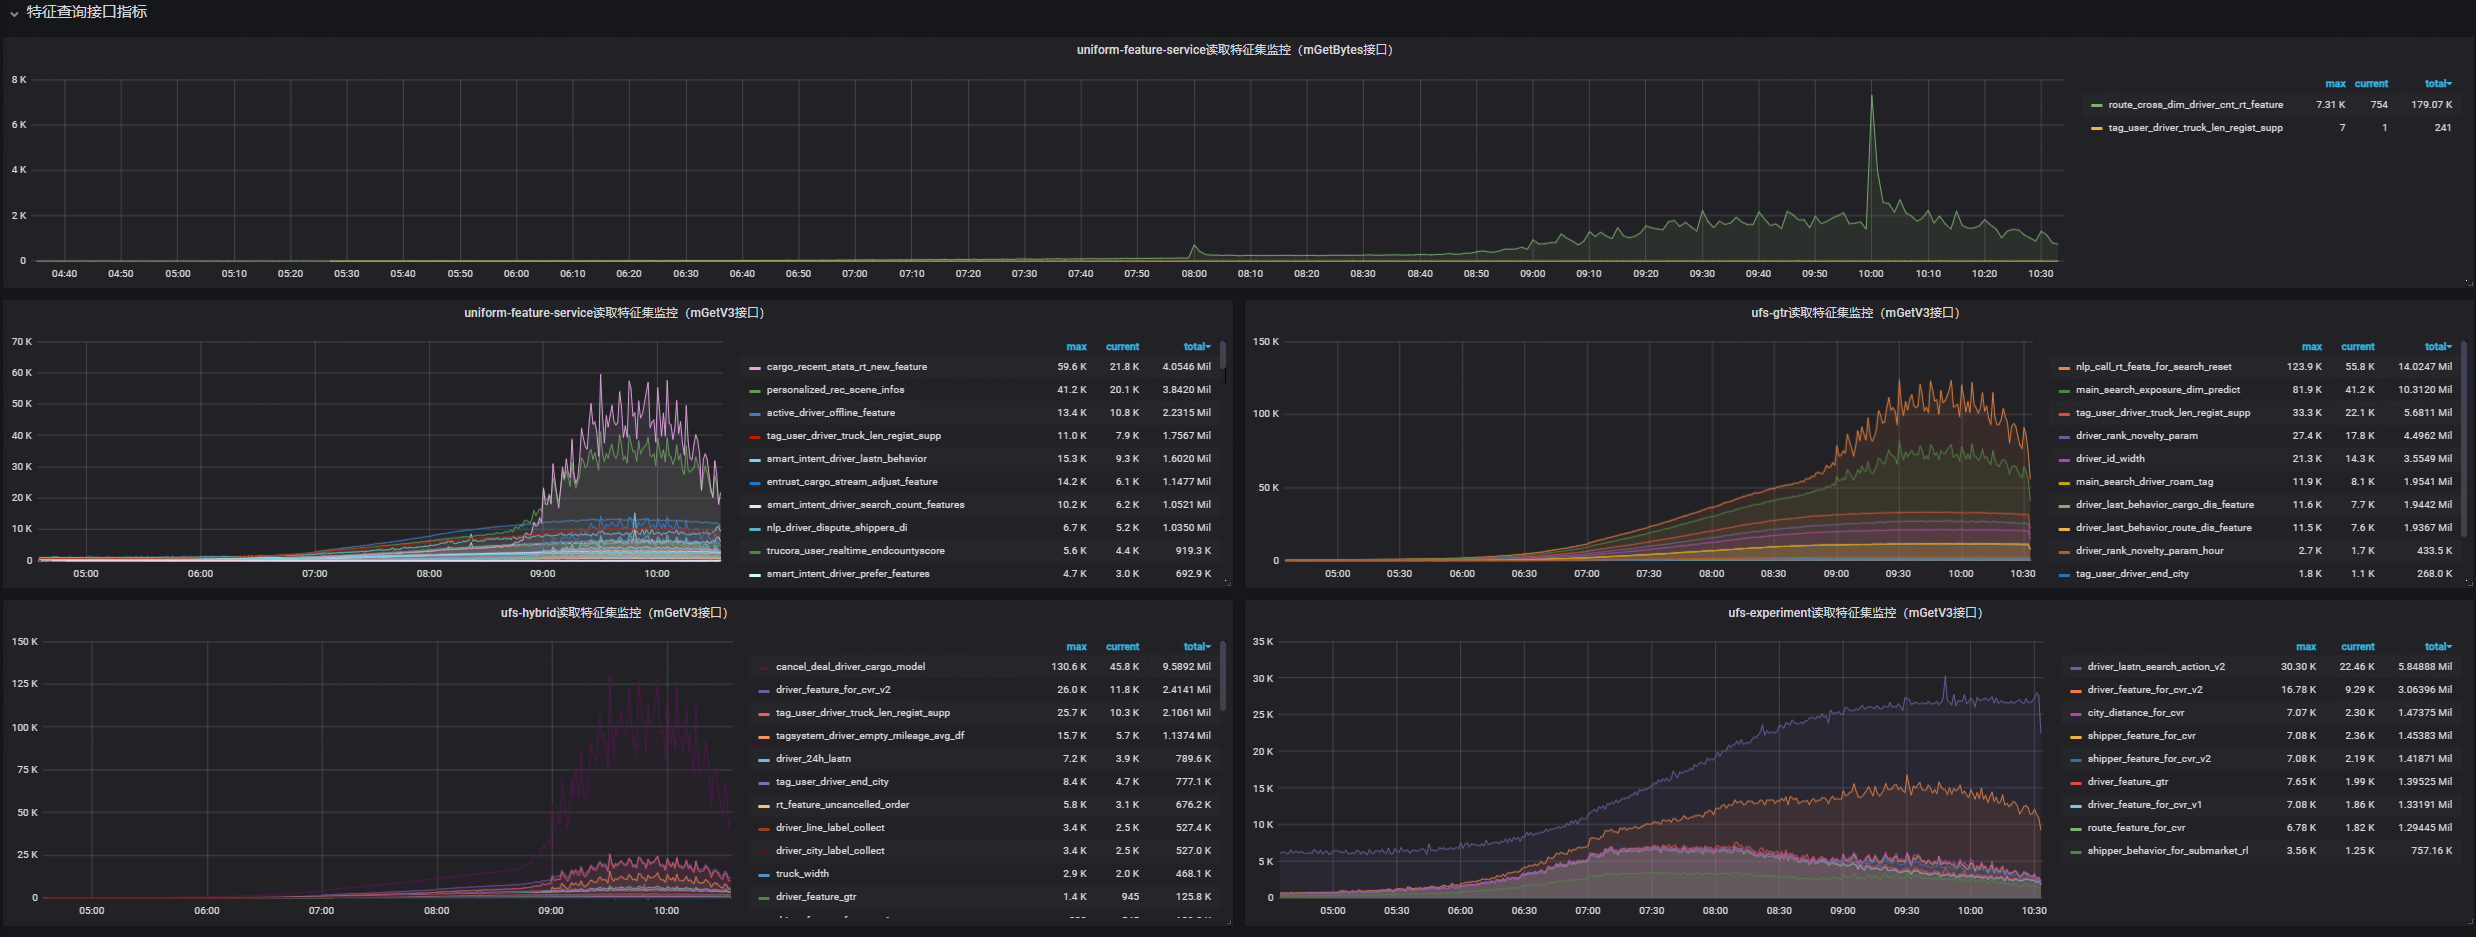 特征查询接口指标
uniform-feature-service读取特征集监控（mGetBytes接口）
8 K
6 K
4 K
2 K
0
04:40 04:50 05:00 05:10 05:20 05:30 05:40 05:50 06:00 06:10 06:20 06:30 06:40 06:50 07:00 07:10 07:20 07:30 07:40 07:50 08:00 08:10 08:20 08:30 08:40 08:50 09:00 09:10 09:20 09:30 09:40 09:50 10:00 10:10 10:20 10:30
max current total
route_cross_dim_driver_cnt_rt_feature 7.31 K 754 179.07 K
tag_user_driver_truck_len_regist_supp 7 1 241
uniform-feature-service读取特征集监控（mGetV3接口）
70 K
60 K
50 K
40 K
30 K
20 K
10 K
0
05:00 06:00 07:00 08:00 09:00 10:00
max current total
cargo_recent_stats_rt_new_feature 59.6 K 21.8 K 4.0546 Mil
personalized_rec_scene_infos 41.2 K 20.1 K 3.8420 Mil
active_driver_offline_feature 13.4 K 10.8 K 2.2315 Mil
tag_user_driver_truck_len_regist_supp 11.0 K 7.9 K 1.7567 Mil
smart_intent_driver_lastn_behavior 15.3 K 9.3 K 1.6020 Mil
entrust_cargo_stream_adjust_feature 14.2 K 6.1 K 1.1477 Mil
smart_intent_driver_search_count_features 10.2 K 6.2 K 1.0521 Mil
nlp_driver_dispute_shippers_di 6.7 K 5.2 K 1.0350 Mil
trucora_user_realtime_endcountyscore 5.6 K 4.4 K 919.3 K
smart_intent_driver_prefer_features 4.7 K 3.0 K 692.9 K
ufs-gtr读取特征集监控（mGetV3接口）
150 K
100 K
50 K
0
05:00 05:30 06:00 06:30 07:00 07:30 08:00 08:30 09:00 09:30 10:00 10:30
max current total
nlp_call_rt_feats_for_search_reset 123.9 K 55.8 K 14.0247 Mil
main_search_exposure_dim_predict 81.9 K 41.2 K 10.3120 Mil
tag_user_driver_truck_len_regist_supp 33.3 K 22.1 K 5.6811 Mil
driver_rank_novelty_param 27.4 K 17.8 K 4.4962 Mil
driver_id_width 21.3 K 14.3 K 3.5549 Mil
main_search_driver_roam_tag 11.9 K 8.1 K 1.9541 Mil
driver_last_behavior_cargo_dis_feature 11.6 K 7.7 K 1.9442 Mil
driver_last_behavior_route_dis_feature 11.5 K 7.6 K 1.9367 Mil
driver_rank_novelty_param_hour 2.7 K 1.7 K 433.5 K
tag_user_driver_end_city 1.8 K 1.1 K 268.0 K
ufs-hybrid读取特征集监控（mGetV3接口）
150 K
125 K
100 K
75 K
50 K
25 K
0
05:00 06:00 07:00 08:00 09:00 10:00
max current total
cancel_deal_driver_cargo_model 130.6 K 45.8 K 9.5892 Mil
driver_feature_for_cvr_v2 26.0 K 11.8 K 2.4141 Mil
tag_user_driver_truck_len_regist_supp 25.7 K 10.3 K 2.1061 Mil
tagsystem_driver_empty_mileage_avg_df 15.7 K 5.7 K 1.1374 Mil
driver_24h_lastn 7.2 K 3.9 K 789.6 K
tag_user_driver_end_city 8.4 K 4.7 K 777.1 K
rt_feature_uncancelled_order 5.8 K 3.1 K 676.2 K
driver_line_label_collect 3.4 K 2.5 K 527.4 K
driver_city_label_collect 3.4 K 2.5 K 527.0 K
truck_width 2.9 K 2.0 K 468.1 K
driver_feature_gtr 1.4 K 945 125.8 K
ufs-experiment读取特征集监控（mGetV3接口）
35 K
30 K
25 K
20 K
15 K
10 K
5 K
0
05:00 05:30 06:00 06:30 07:00 07:30 08:00 08:30 09:00 09:30 10:00 10:30
max current total
driver_lastn_search_action_v2 30.30 K 22.46 K 5.84888 Mil
driver_feature_for_cvr_v2 16.78 K 9.29 K 3.06396 Mil
city_distance_for_cvr 7.07 K 2.30 K 1.47375 Mil
shipper_feature_for_cvr 7.08 K 2.36 K 1.45383 Mil
shipper_feature_for_cvr_v2 7.08 K 2.19 K 1.41871 Mil
driver_feature_gtr 7.65 K 1.99 K 1.39525 Mil
driver_feature_for_cvr_v1 7.08 K 1.86 K 1.33191 Mil
route_feature_for_cvr 6.78 K 1.82 K 1.29445 Mil
shipper_behavior_for_submarket_rl 3.56 K 1.25 K 757.16 K